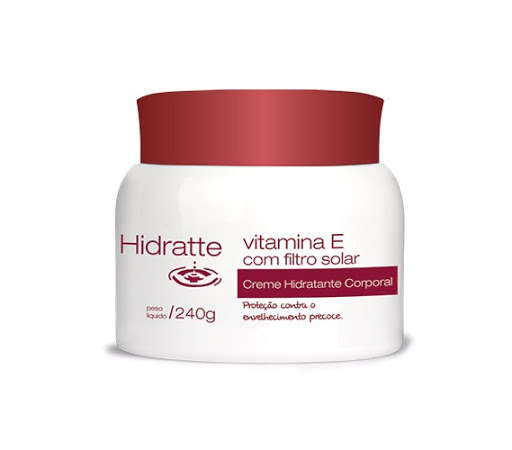 Hidratte
peso
líquido /240g
vitamina E
com filtro solar
Creme Hidratante Corporal
Proteção contra o
envelhecimento precoce.